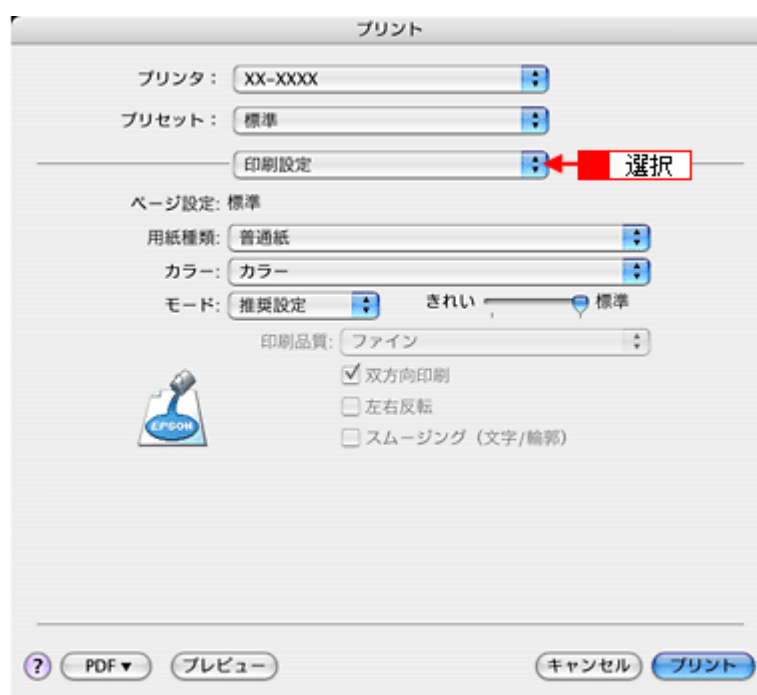 プリント
プリンタ： XX-XXXX
プリセット： 標準
印刷設定 選択
ページ設定: 標準
用紙種類: 普通紙
カラー: カラー
モード: 推奨設定 きれい 標準
印刷品質: ファイン
双方向印刷
左右反転
EPSON
スムージング（文字/輪郭）
? PDF▼ プレビュー キャンセル プリント